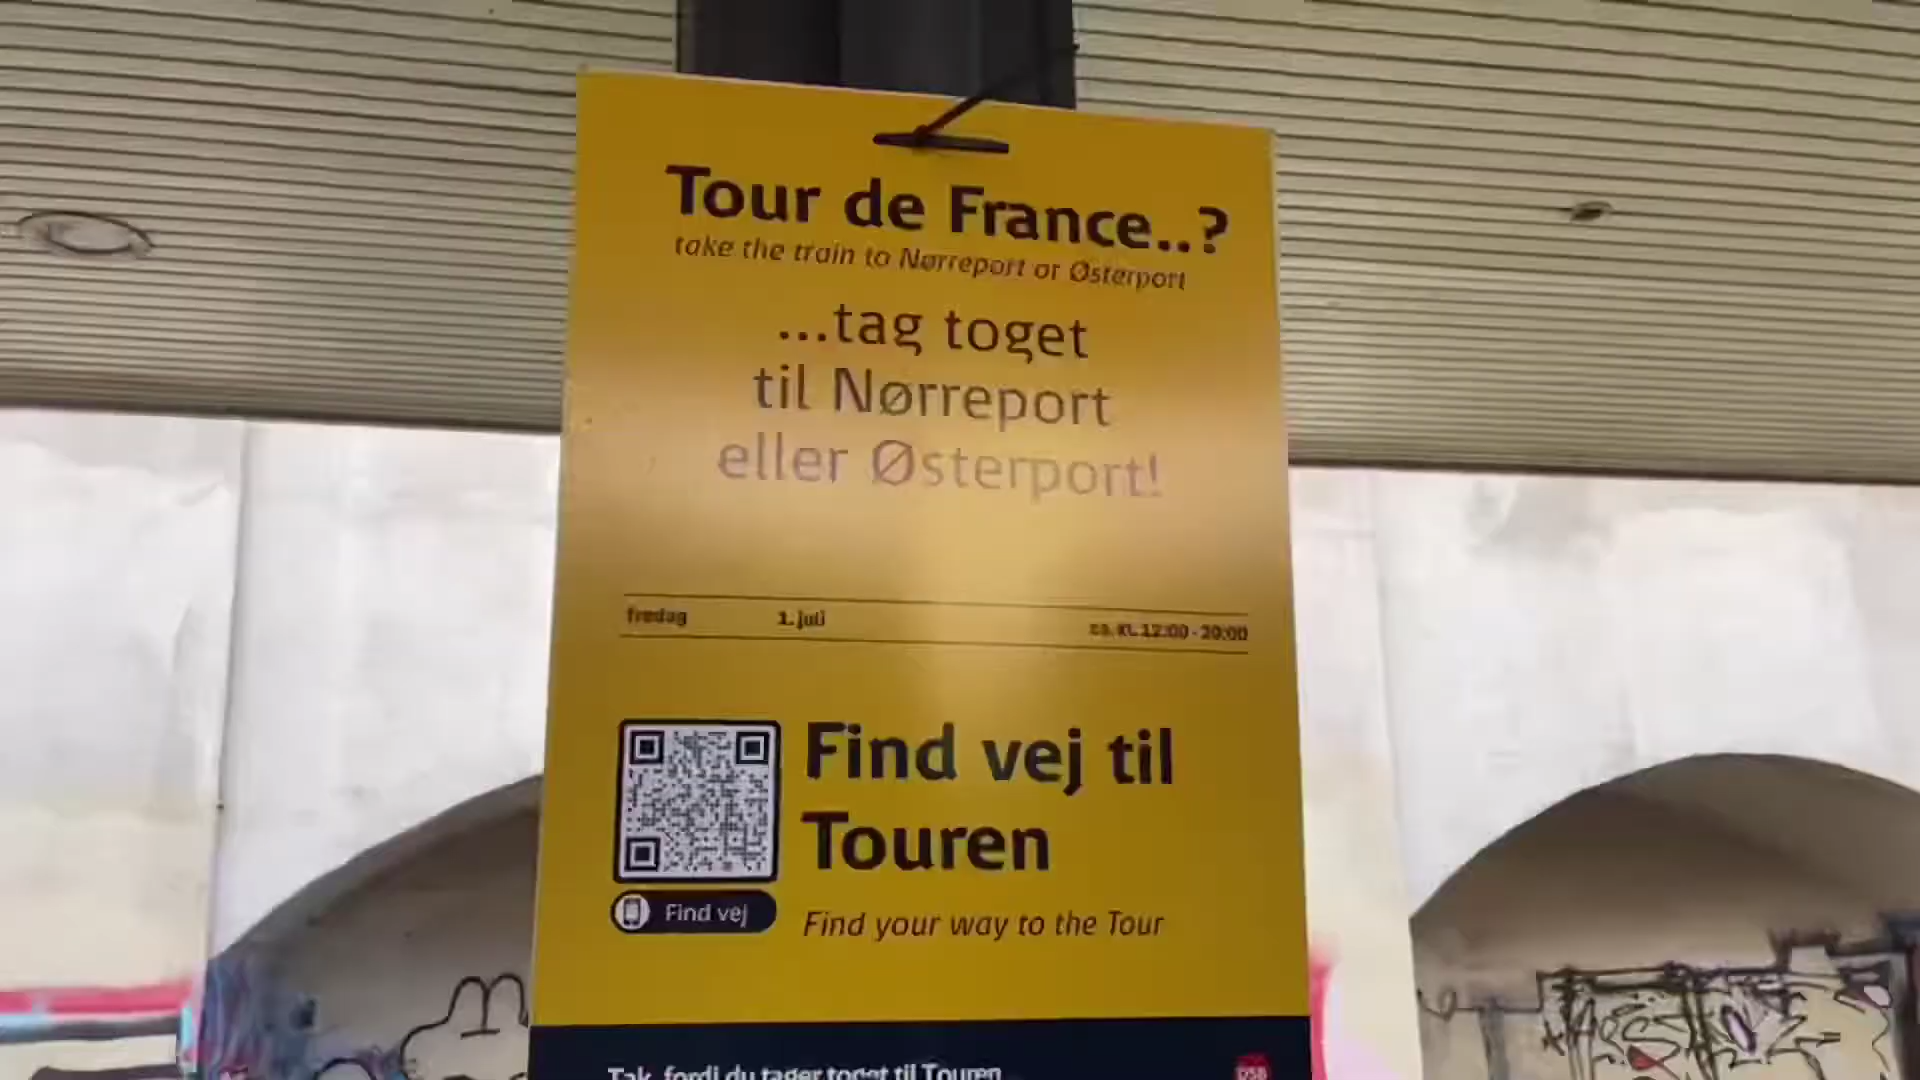 Tour de France..?
take the train to Nørreport or Østerport
...tag toget
til Nørreport
eller Østerport!
fredag 1. juli ca. kl. 12:00 - 20:00
Find vej til
Touren
Find vej
Find your way to the Tour
Tak, fordi du tager toget til Touren
DSB